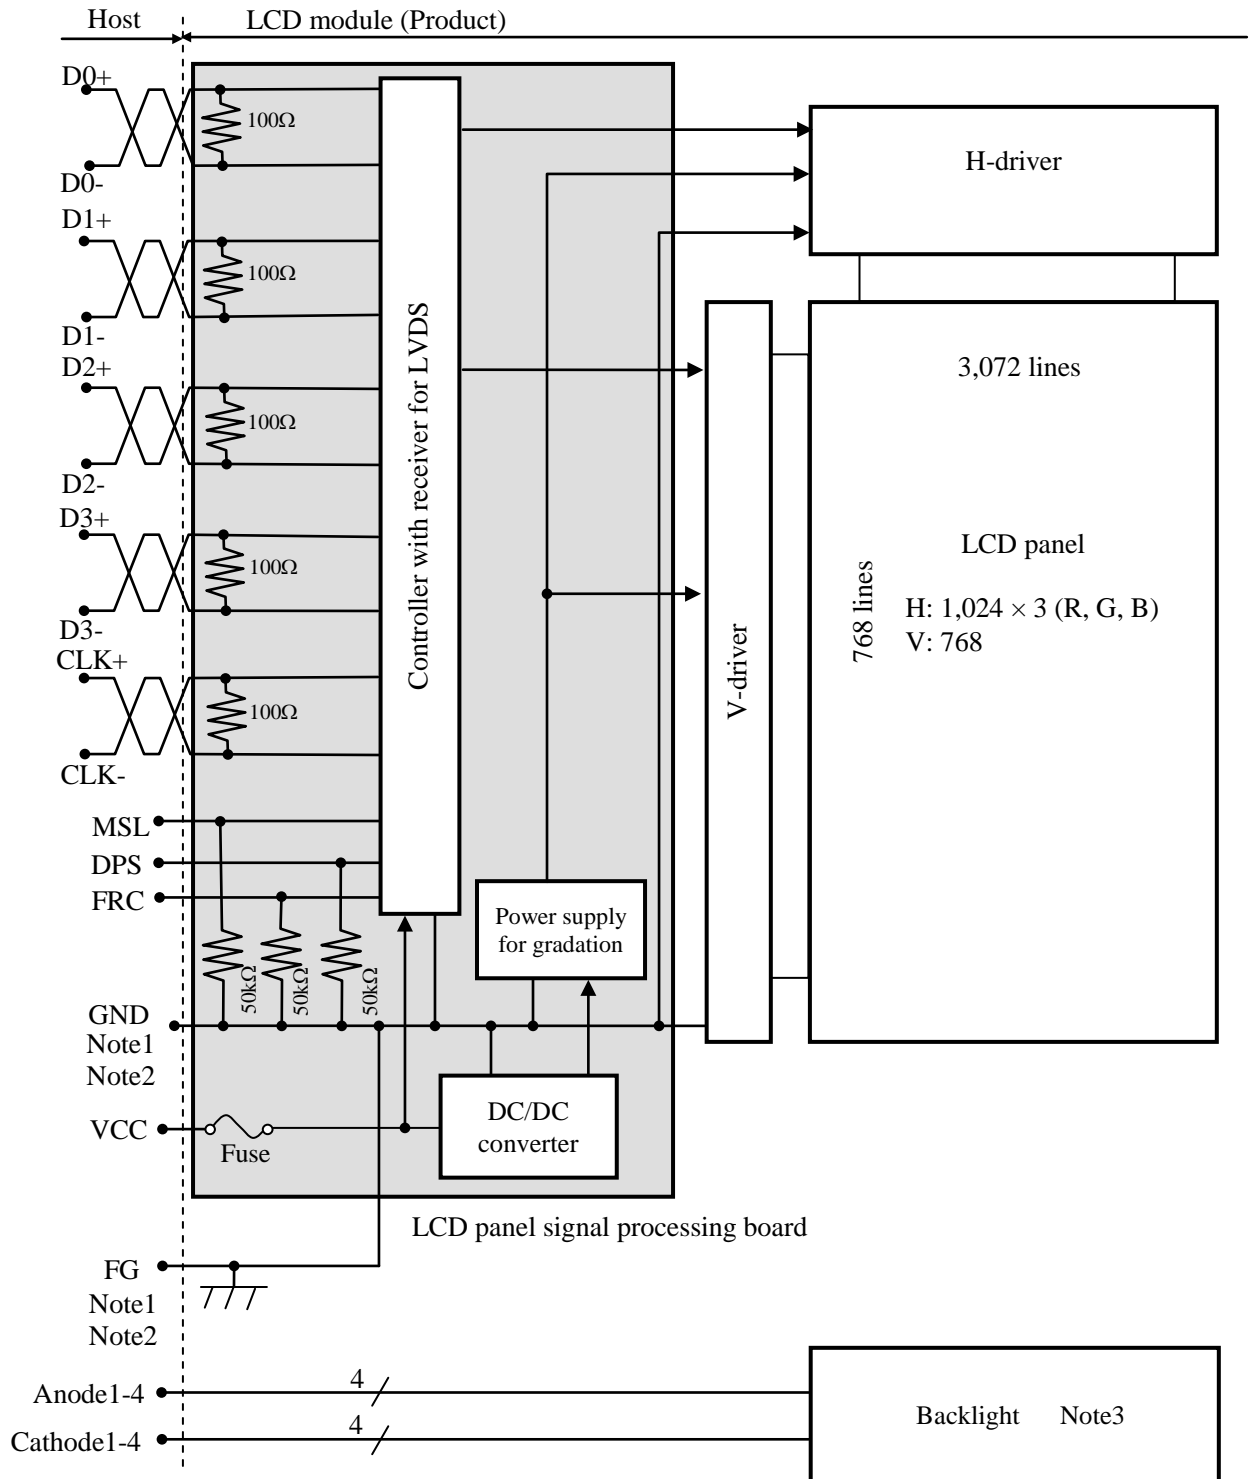 Host
LCD module (Product)
D0+
100Ω
D0-
D1+
100Ω
D1-
D2+
100Ω
D2-
D3+
100Ω
D3-
CLK+
100Ω
CLK-
MSL
DPS
FRC
50kΩ
50kΩ
50kΩ
GND
Note1
Note2
VCC
Fuse
Controller with receiver for LVDS
Power supply
for gradation
DC/DC
converter
LCD panel signal processing board
H-driver
V-driver
3,072 lines
768 lines
LCD panel
H: 1,024 × 3 (R, G, B)
V: 768
FG
Note1
Note2
Anode1-4
4
Cathode1-4
4
Backlight Note3